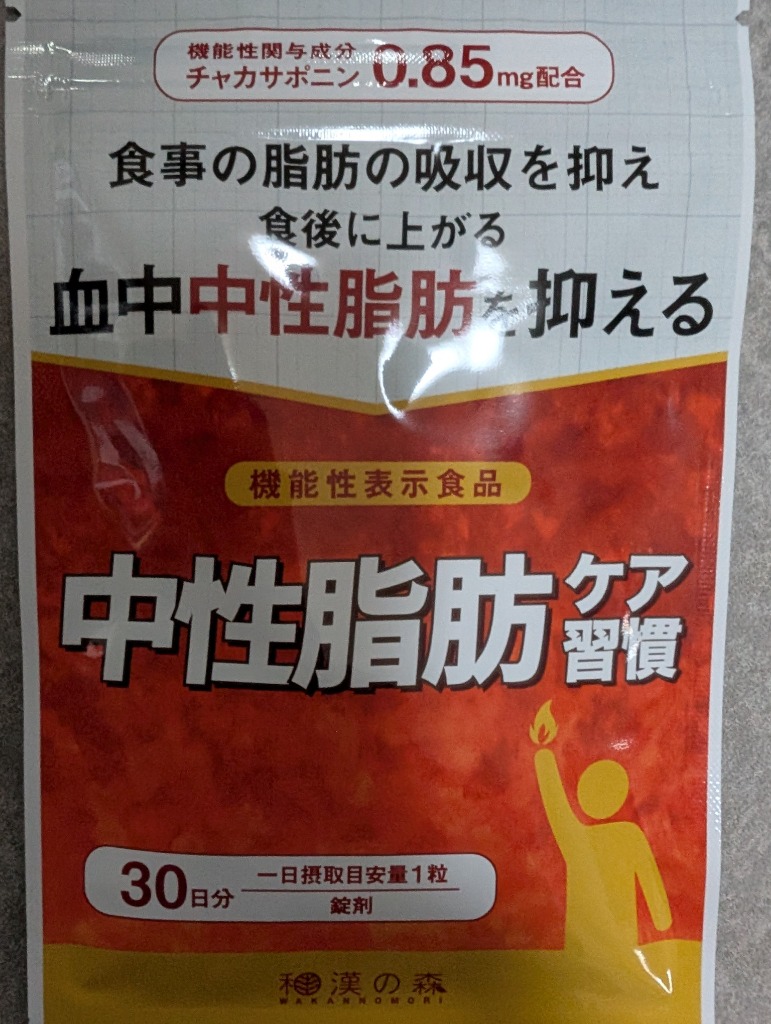 機能性関与成分
チャカサポニン 0.85mg配合
食事の脂肪の吸収を抑え
食後に上がる
血中中性脂肪を抑える
機能性表示食品
中性脂肪ケア
習慣
30日分 一日摂取目安量1粒
錠剤
和漢の森
WAKANNOMORI